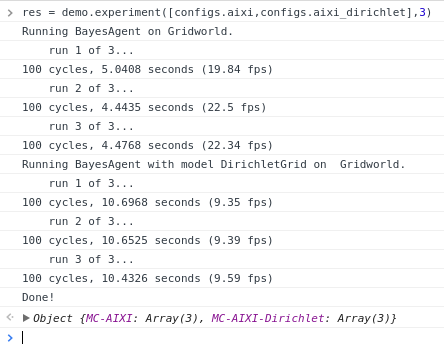 res = demo.experiment([configs.aixi,configs.aixi_dirichlet],3)
Running BayesAgent on Gridworld.
run 1 of 3...
100 cycles, 5.0408 seconds (19.84 fps)
run 2 of 3...
100 cycles, 4.4435 seconds (22.5 fps)
run 3 of 3...
100 cycles, 4.4768 seconds (22.34 fps)
Running BayesAgent with model DirichletGrid on  Gridworld.
run 1 of 3...
100 cycles, 10.6968 seconds (9.35 fps)
run 2 of 3...
100 cycles, 10.6525 seconds (9.39 fps)
run 3 of 3...
100 cycles, 10.4326 seconds (9.59 fps)
Done!
Object {MC-AIXI: Array(3), MC-AIXI-Dirichlet: Array(3)}